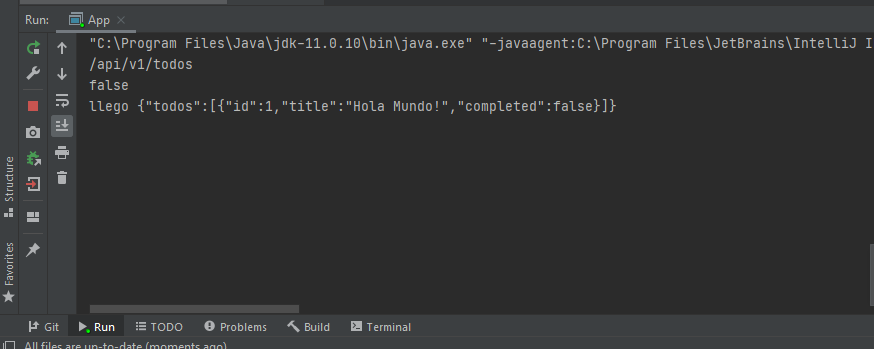 Run: App
"C:\Program Files\Java\jdk-11.0.10\bin\java.exe" "-javaagent:C:\Program Files\JetBrains\IntelliJ I
/api/v1/todos
false
llego {"todos":[{"id":1,"title":"Hola Mundo!","completed":false}]}
Structure
Favorites
Git Run TODO Problems Build Terminal
All files are up-to-date (moments ago)